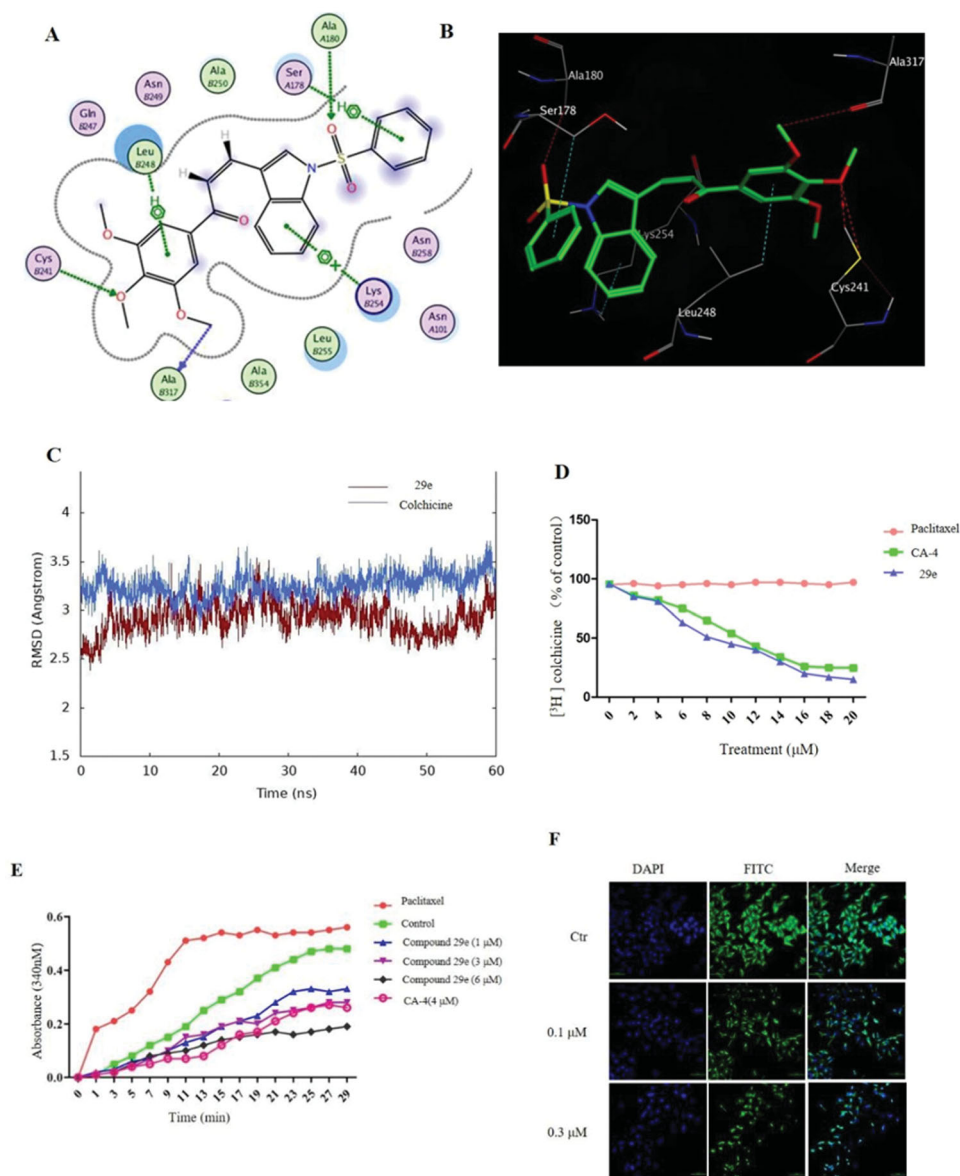 A
Ala
A180
Ser
A178
Ala
B250
Asn
B249
Gln
B247
Leu
B248
H
H
H
H
O
O
O
N
S
O
O
O
Cys
B241
Asn
B258
Lys
B254
Asn
A101
Leu
B255
Ala
B354
Ala
B317
B
Ala180
Ser178
Ala317
Lys254
Leu248
Cys241
C
29e
Colchicine
RMSD (Angstrom)
4
3.5
3
2.5
2
1.5
0 10 20 30 40 50 60
Time (ns)
D
[³H] colchicine (% of control)
150
100
50
0
0 2 4 6 8 10 12 14 16 18 20
Treatment (μM)
Paclitaxel
CA-4
29e
E
Absorbance (340nM)
0.6
0.4
0.2
0.0
0 1 3 5 7 9 11 13 15 17 19 21 23 25 27 29
Time (min)
Paclitaxel
Control
Compound 29e (1 μM)
Compound 29e (3 μM)
Compound 29e (6 μM)
CA-4(4 μM)
F
DAPI FITC Merge
Ctr
0.1 μM
0.3 μM